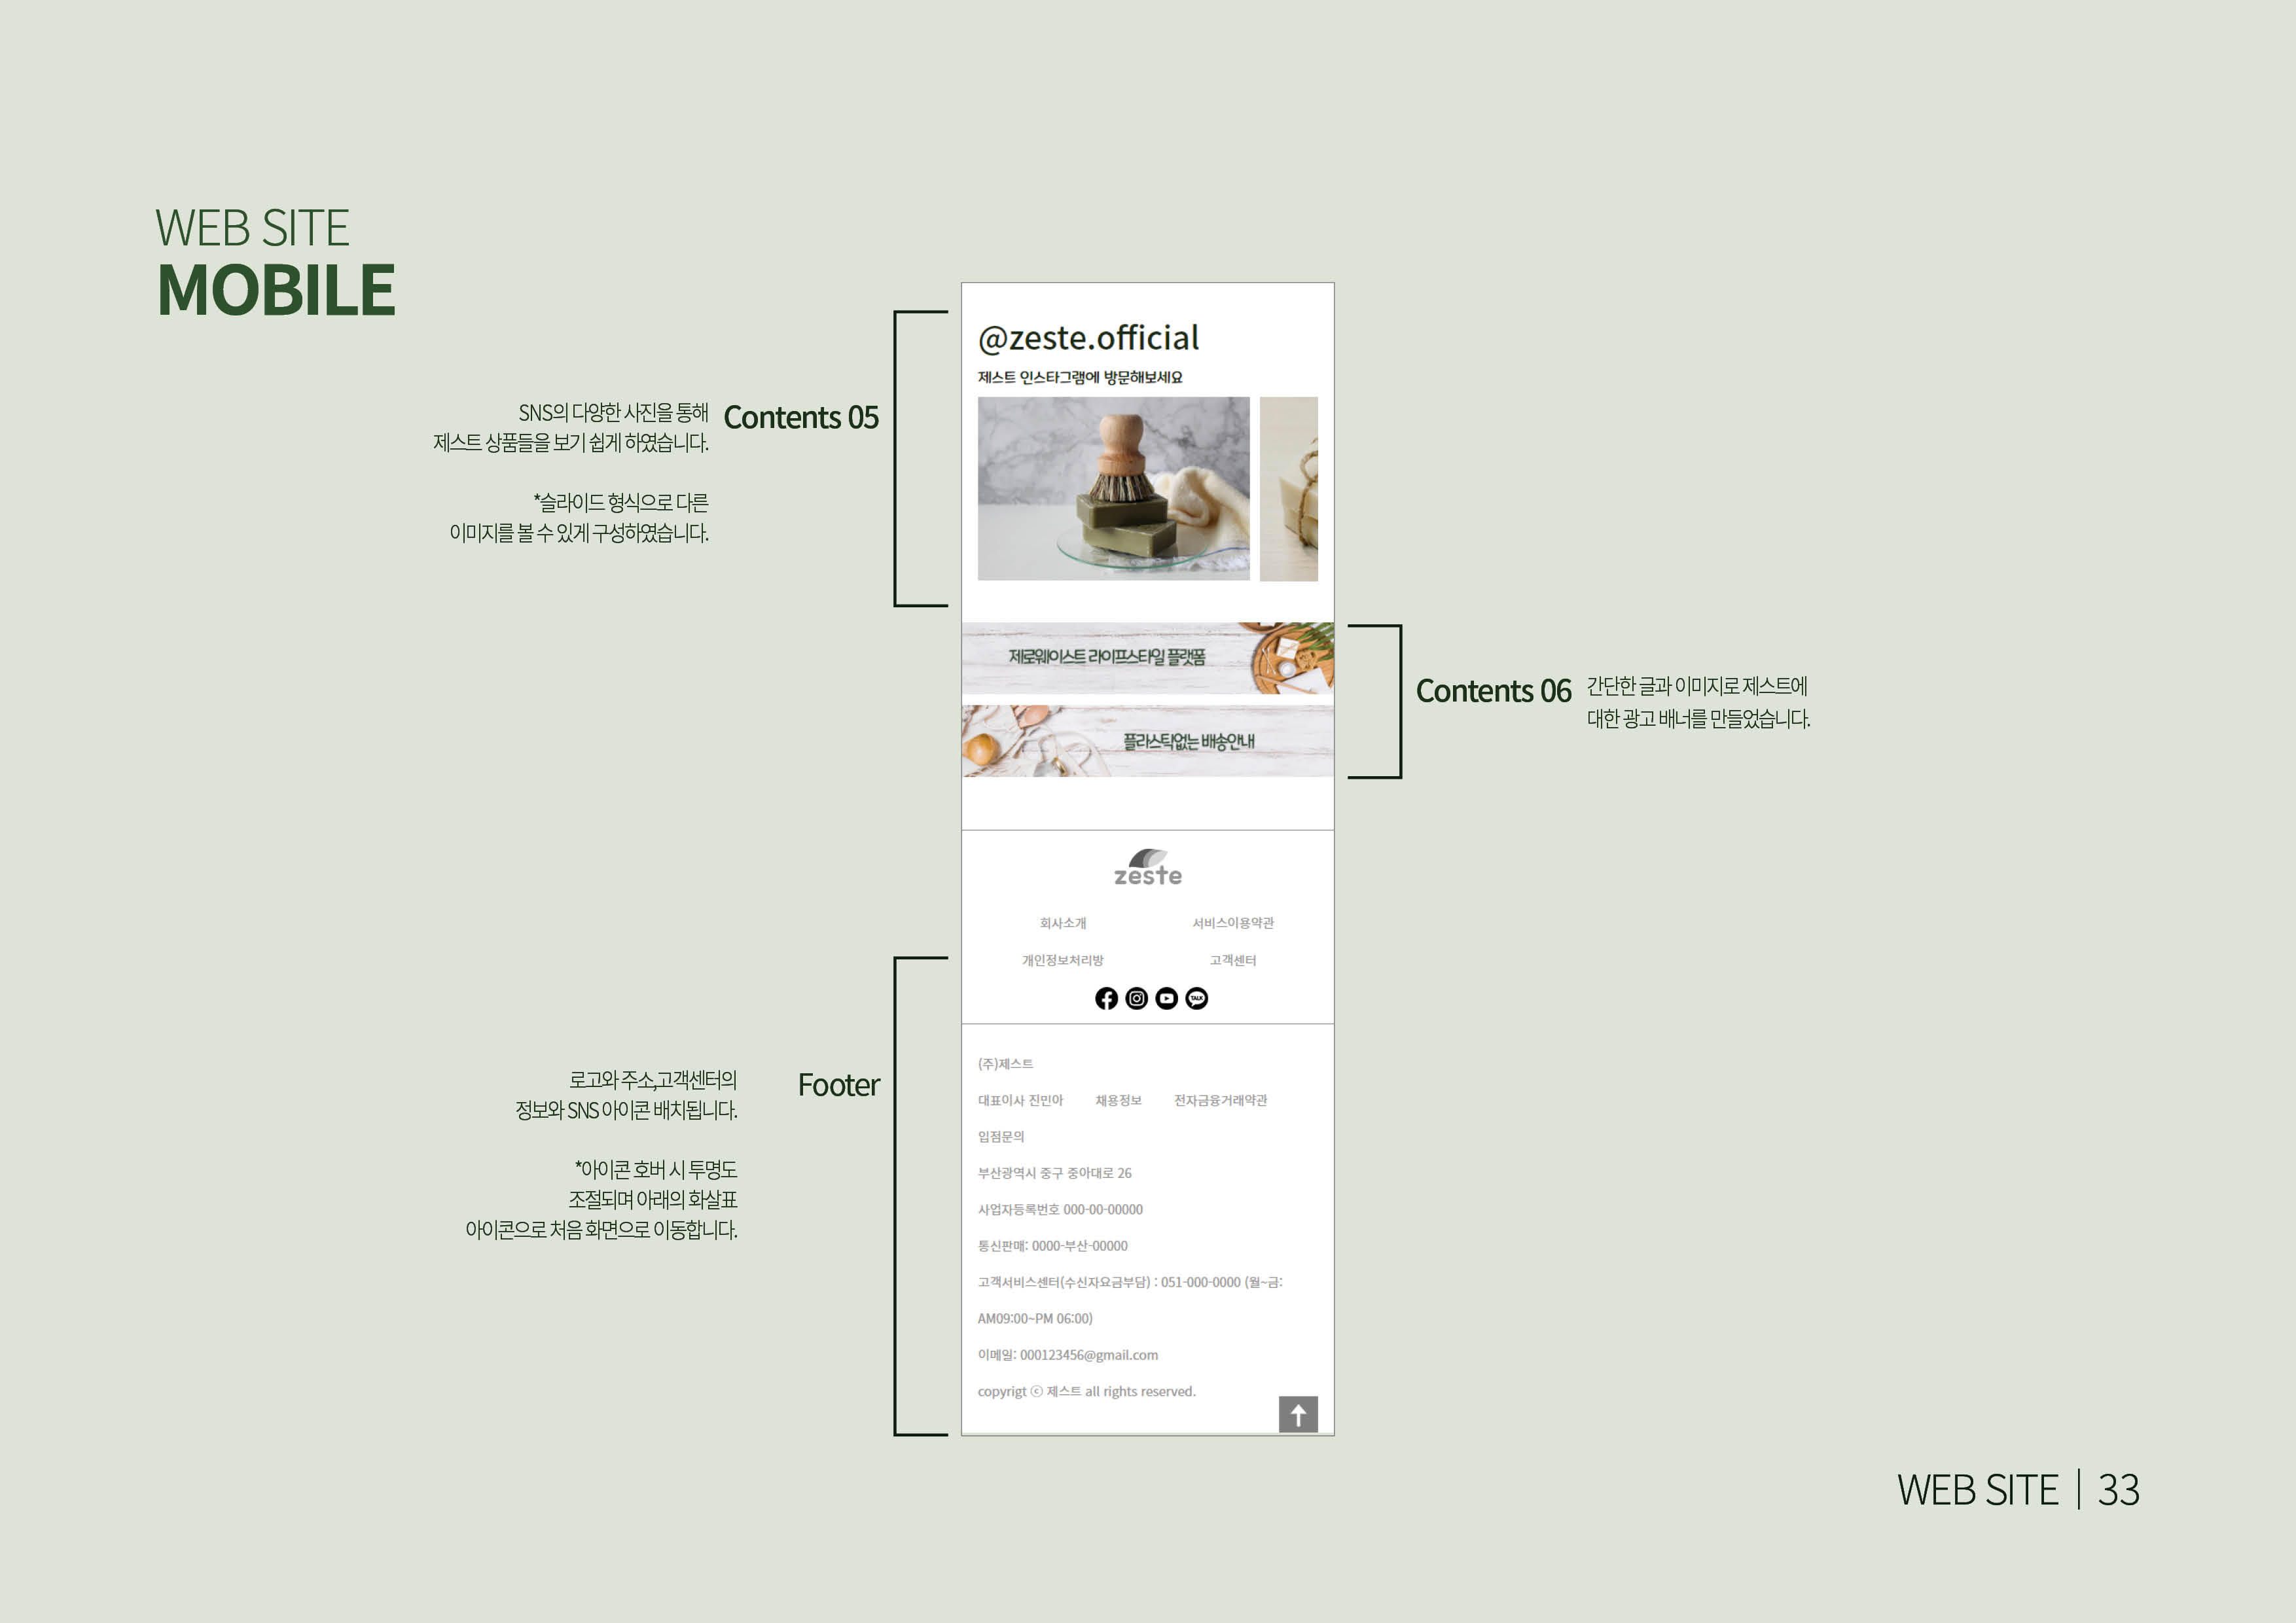 WEB SITE
MOBILE
SNS의 다양한 사진을 통해
제스트 상품들을 보기 쉽게 하였습니다.
*슬라이드 형식으로 다른
이미지를 볼 수 있게 구성하였습니다.
Contents 05
@zeste.official
제스트 인스타그램에 방문해보세요
제로웨이스트 라이프스타일 플랫폼
플라스틱없는 배송안내
Contents 06
간단한 글과 이미지로 제스트에
대한 광고 배너를 만들었습니다.
zeste
회사소개 서비스이용약관
개인정보처리방 고객센터
TALK
로고와 주소,고객센터의
정보와 SNS 아이콘 배치됩니다.
*아이콘 호버 시 투명도
조절되며 아래의 화살표
아이콘으로 처음 화면으로 이동합니다.
Footer
(주)제스트
대표이사 진민아 채용정보 전자금융거래약관
입점문의
부산광역시 중구 중아대로 26
사업자등록번호 000-00-00000
통신판매: 0000-부산-00000
고객서비스센터(수신자요금부담) : 051-000-0000 (월~금:
AM09:00~PM 06:00)
이메일: 000123456@gmail.com
copyrigt ⓒ 제스트 all rights reserved.
WEB SITE | 33